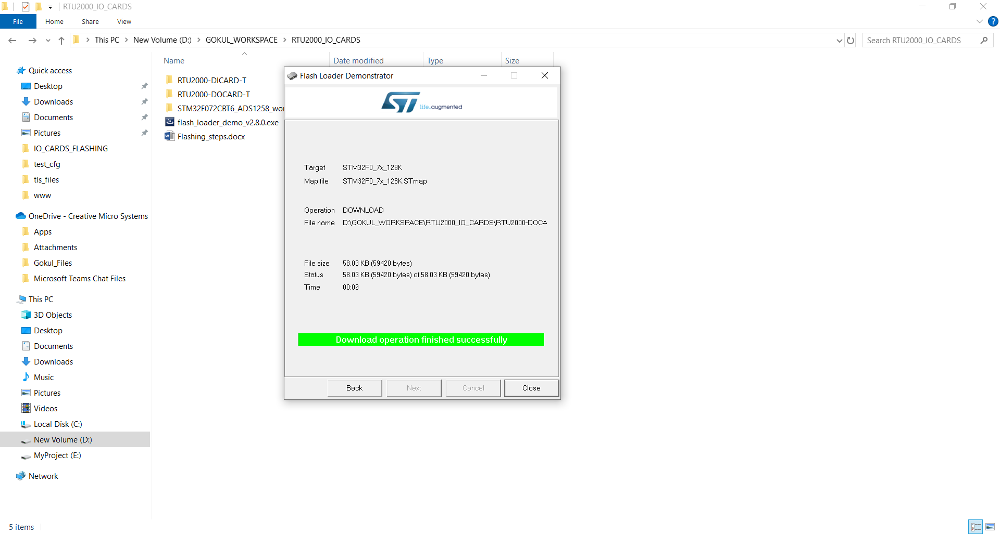 RTU2000_IO_CARDS
File Home Share View
This PC New Volume (D:) GOKUL_WORKSPACE RTU2000_IO_CARDS
Search RTU2000_IO_CARDS
Name Date modified Type Size
Quick access
Desktop
Downloads
Documents
Pictures
IO_CARDS_FLASHING
test_cfg
tls_files
www
OneDrive - Creative Micro Systems
Apps
Attachments
Gokul_Files
Microsoft Teams Chat Files
This PC
3D Objects
Desktop
Documents
Downloads
Music
Pictures
Videos
Local Disk (C:)
New Volume (D:)
MyProject (E:)
Network
RTU2000-DICARD-T
RTU2000-DOCARD-T
STM32F072CBT6_ADS1258_wor
flash_loader_demo_v2.8.0.exe
Flashing_steps.docx
Flash Loader Demonstrator
ST life.augmented
Target STM32F0_7x_128K
Map file STM32F0_7x_128K.STmap
Operation DOWNLOAD
File name D:\GOKUL_WORKSPACE\RTU2000_IO_CARDS\RTU2000-DOCA
File size 58.03 KB (59420 bytes)
Status 58.03 KB (59420 bytes) of 58.03 KB (59420 bytes)
Time 00:09
Download operation finished successfully
Back Next Cancel Close
5 items